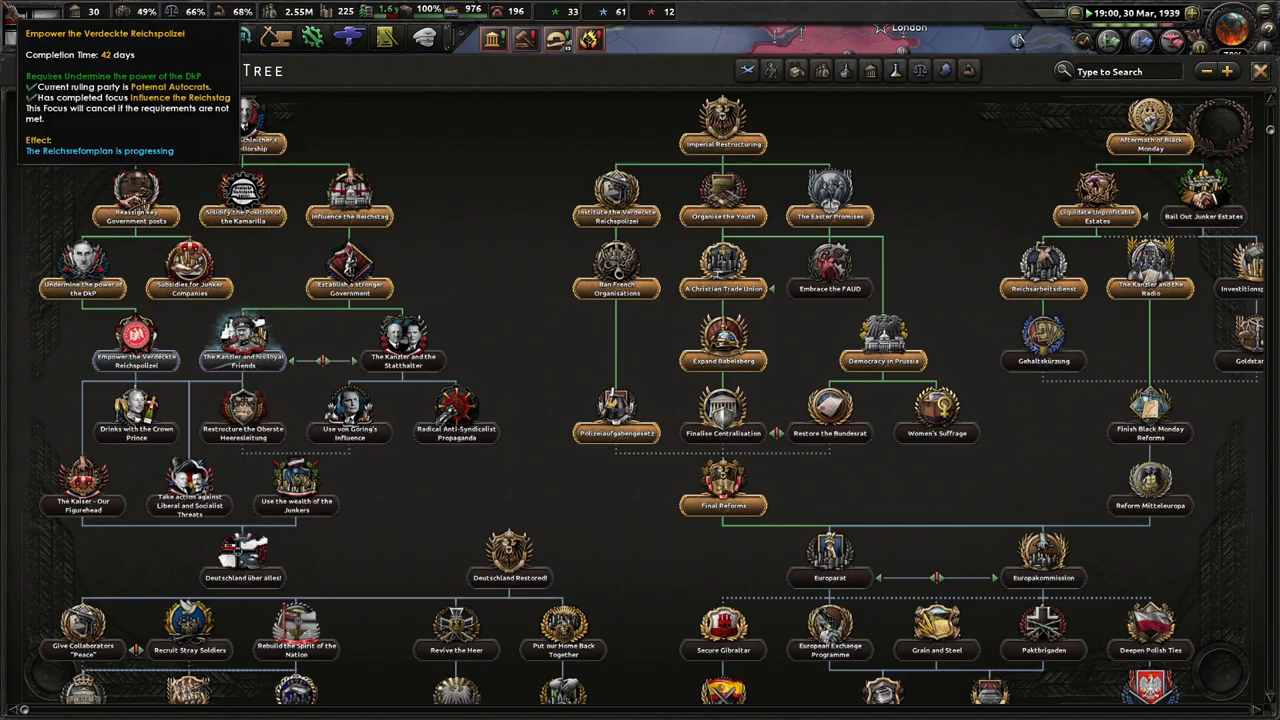 30 49% 66% 68% 2.55M 225 1.6y 100% 976 196 33 61 12
19:00, 30 Mar, 1939
London
Empower the Verdeckte Reichspolizei
Completion Time: 42 days
Requires Undermine the power of the DkP
Current ruling party is Paternal Autocrats.
Has completed focus Influence the Reichstag
This Focus will cancel if the requirements are not
met.
Effect:
The Reichsrefomplan is progressing
Tree
Type to Search
Imperial Restructuring
Aftermath of Black
Monday
Reassign key
Government posts
Solidify the Position of
the Kamarilla
Influence the Reichstag
Institute the Verdeckte
Reichspolizei
Organise the Youth
The Easter Promises
Liquidate Unprofitable
Estates
Bail Out Junker Estates
Undermine the power of
the DkP
Subsidies for Junker
Companies
Establish a stronger
Government
Ban French
Organisations
A Christian Trade Union
Embrace the FAUD
Reichsarbeitsdienst
The Kanzler and the
Radio
Empower the Verdeckte
Reichspolizei
The Kanzler and his loyal
Friends
The Kanzler and the
Statthalter
Expand Babelsberg
Democracy in Prussia
Gehaltskürzung
Drinks with the Crown
Prince
Restructure the Oberste
Heeresleitung
Use von Göring's
Influence
Radical Anti-Syndicalist
Propaganda
Polizeiaufgabengesetz
Finalise Centralisation
Restore the Bundesrat
Women's Suffrage
Finish Black Monday
Reforms
The Kaiser - Our
Figurehead
Take action against
Liberal and Socialist
Threats
Use the wealth of the
Junkers
Final Reforms
Reform Mitteleuropa
Deutschland über alles!
Deutschland Restored!
Europarat
Europakommission
Give Collaborators
"Peace"
Recruit Stray Soldiers
Rebuild the Spirit of the
Nation
Revive the Heer
Put our Home Back
Together
Secure Gibraltar
European Exchange
Programme
Grain and Steel
Paktbrigaden
Deepen Polish Ties